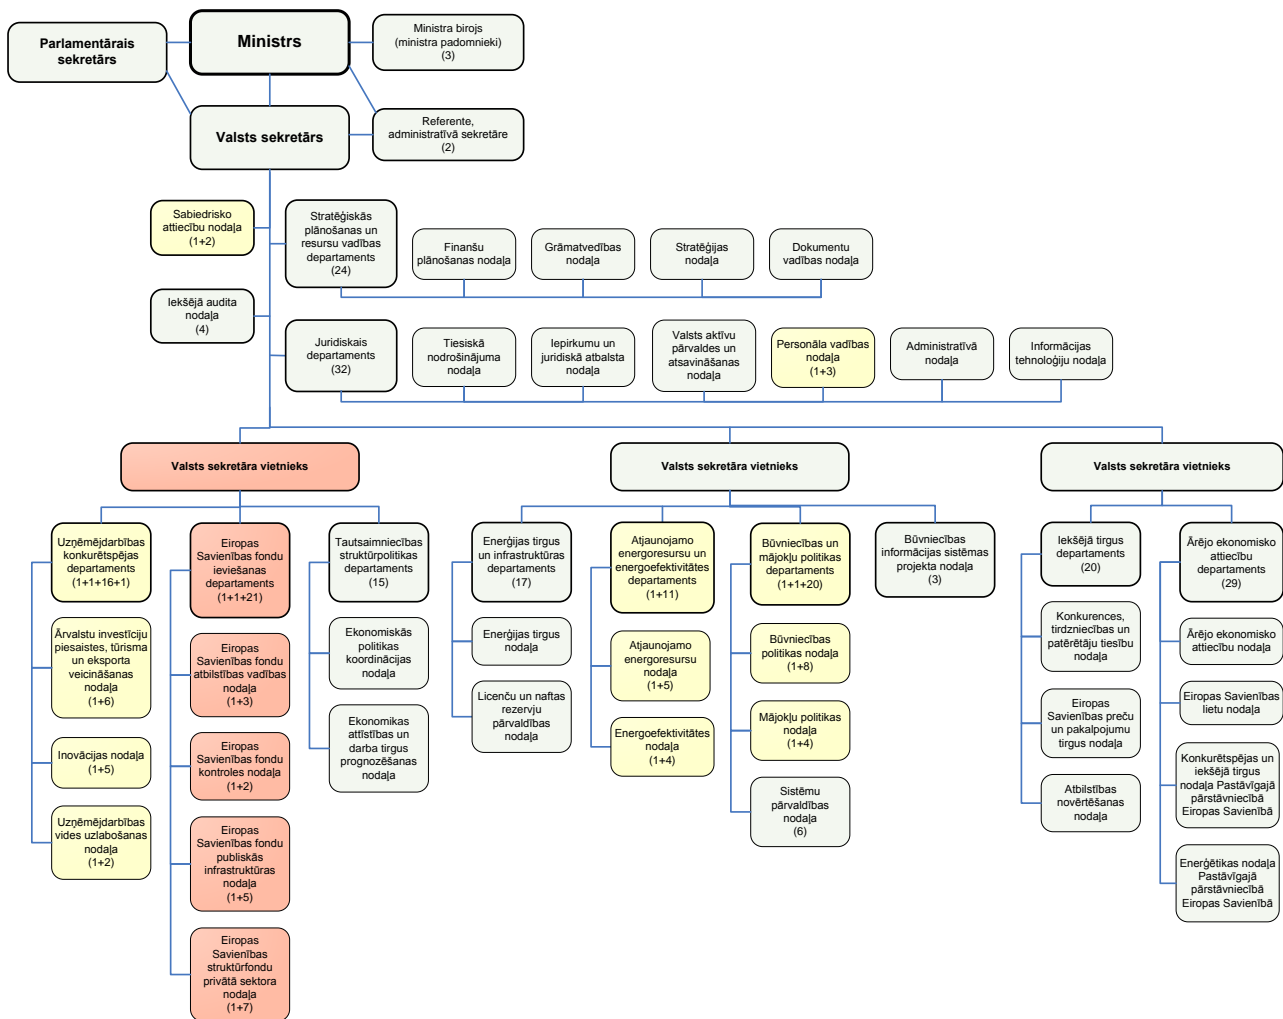 Parlamentārais
sekretārs
Ministrs
Ministra birojs
(ministra padomnieki)
(3)
Valsts sekretārs
Referente,
administratīvā sekretāre
(2)
Sabiedrisko
attiecību nodaļa
(1+2)
Stratēģiskās
plānošanas un
resursu vadības
departaments
(24)
Finanšu
plānošanas nodaļa
Grāmatvedības
nodaļa
Stratēģijas
nodaļa
Dokumentu
vadības nodaļa
Iekšējā audita
nodaļa
(4)
Juridiskais
departaments
(32)
Tiesiskā
nodrošinājuma
nodaļa
Iepirkumu un
juridiskā atbalsta
nodaļa
Valsts aktīvu
pārvaldes un
atsavināšanas
nodaļa
Personāla vadības
nodaļa
(1+3)
Administratīvā
nodaļa
Informācijas
tehnoloģiju nodaļa
Valsts sekretāra vietnieks
Valsts sekretāra vietnieks
Valsts sekretāra vietnieks
Uzņēmējdarbības
konkurētspējas
departaments
(1+1+16+1)
Ārvalstu investīciju
piesaistes, tūrisma
un eksporta
veicināšanas
nodaļa
(1+6)
Inovācijas nodaļa
(1+5)
Uzņēmējdarbības
vides uzlabošanas
nodaļa
(1+2)
Eiropas
Savienības fondu
ieviešanas
departaments
(1+1+21)
Eiropas
Savienības fondu
atbilstības vadības
nodaļa
(1+3)
Eiropas
Savienības fondu
kontroles nodaļa
(1+2)
Eiropas
Savienības fondu
publiskās
infrastruktūras
nodaļa
(1+5)
Eiropas
Savienības
struktūrfondu
privātā sektora
nodaļa
(1+7)
Tautsaimniecības
struktūrpolitikas
departaments
(15)
Ekonomiskās
politikas
koordinācijas
nodaļa
Ekonomikas
attīstības un
darba tirgus
prognozēšanas
nodaļa
Enerģijas tirgus
un infrastruktūras
departaments
(17)
Enerģijas tirgus
nodaļa
Licenču un naftas
rezervju
pārvaldības
nodaļa
Atjaunojamo
energoresursu un
energoefektivitātes
departaments
(1+11)
Atjaunojamo
energoresursu
nodaļa
(1+5)
Energoefektivitātes
nodaļa
(1+4)
Būvniecības un
mājokļu politikas
departaments
(1+1+20)
Būvniecības
politikas nodaļa
(1+8)
Mājokļu politikas
nodaļa
(1+4)
Sistēmu
pārvaldības
nodaļa
(6)
Būvniecības
informācijas sistēmas
projekta nodaļa
(3)
Iekšējā tirgus
departaments
(20)
Konkurences,
tirdzniecības un
patērētāju tiesību
nodaļa
Eiropas
Savienības preču
un pakalpojumu
tirgus nodaļa
Atbilstības
novērtēšanas
nodaļa
Ārējo ekonomisko
attiecību
departaments
(29)
Ārējo ekonomisko
attiecību nodaļa
Eiropas Savienības
lietu nodaļa
Konkurētspējas un
iekšējā tirgus
nodaļa Pastāvīgajā
pārstāvniecībā
Eiropas Savienībā
Enerģētikas nodaļa
Pastāvīgajā
pārstāvniecībā
Eiropas Savienībā